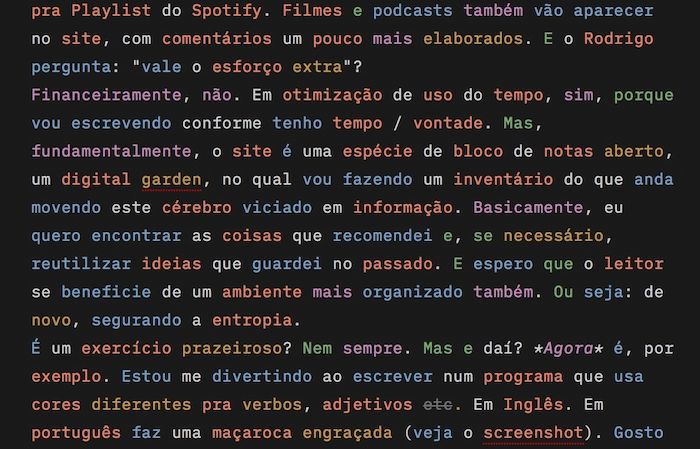 pra Playlist do Spotify. Filmes e podcasts também vão aparecer
no site, com comentários um pouco mais elaborados. E o Rodrigo
pergunta: "vale o esforço extra"?
Financeiramente, não. Em otimização de uso do tempo, sim, porque
vou escrevendo conforme tenho tempo / vontade. Mas,
fundamentalmente, o site é uma espécie de bloco de notas aberto,
um digital garden, no qual vou fazendo um inventário do que anda
movendo este cérebro viciado em informação. Basicamente, eu
quero encontrar as coisas que recomendei e, se necessário,
reutilizar ideias que guardei no passado. E espero que o leitor
se beneficie de um ambiente mais organizado também. Ou seja: de
novo, segurando a entropia.
É um exercício prazeiroso? Nem sempre. Mas e daí? *Agora* é, por
exemplo. Estou me divertindo ao escrever num programa que usa
cores diferentes pra verbos, adjetivos etc. Em Inglês. Em
português faz uma maçaroca engraçada (veja o screenshot). Gosto